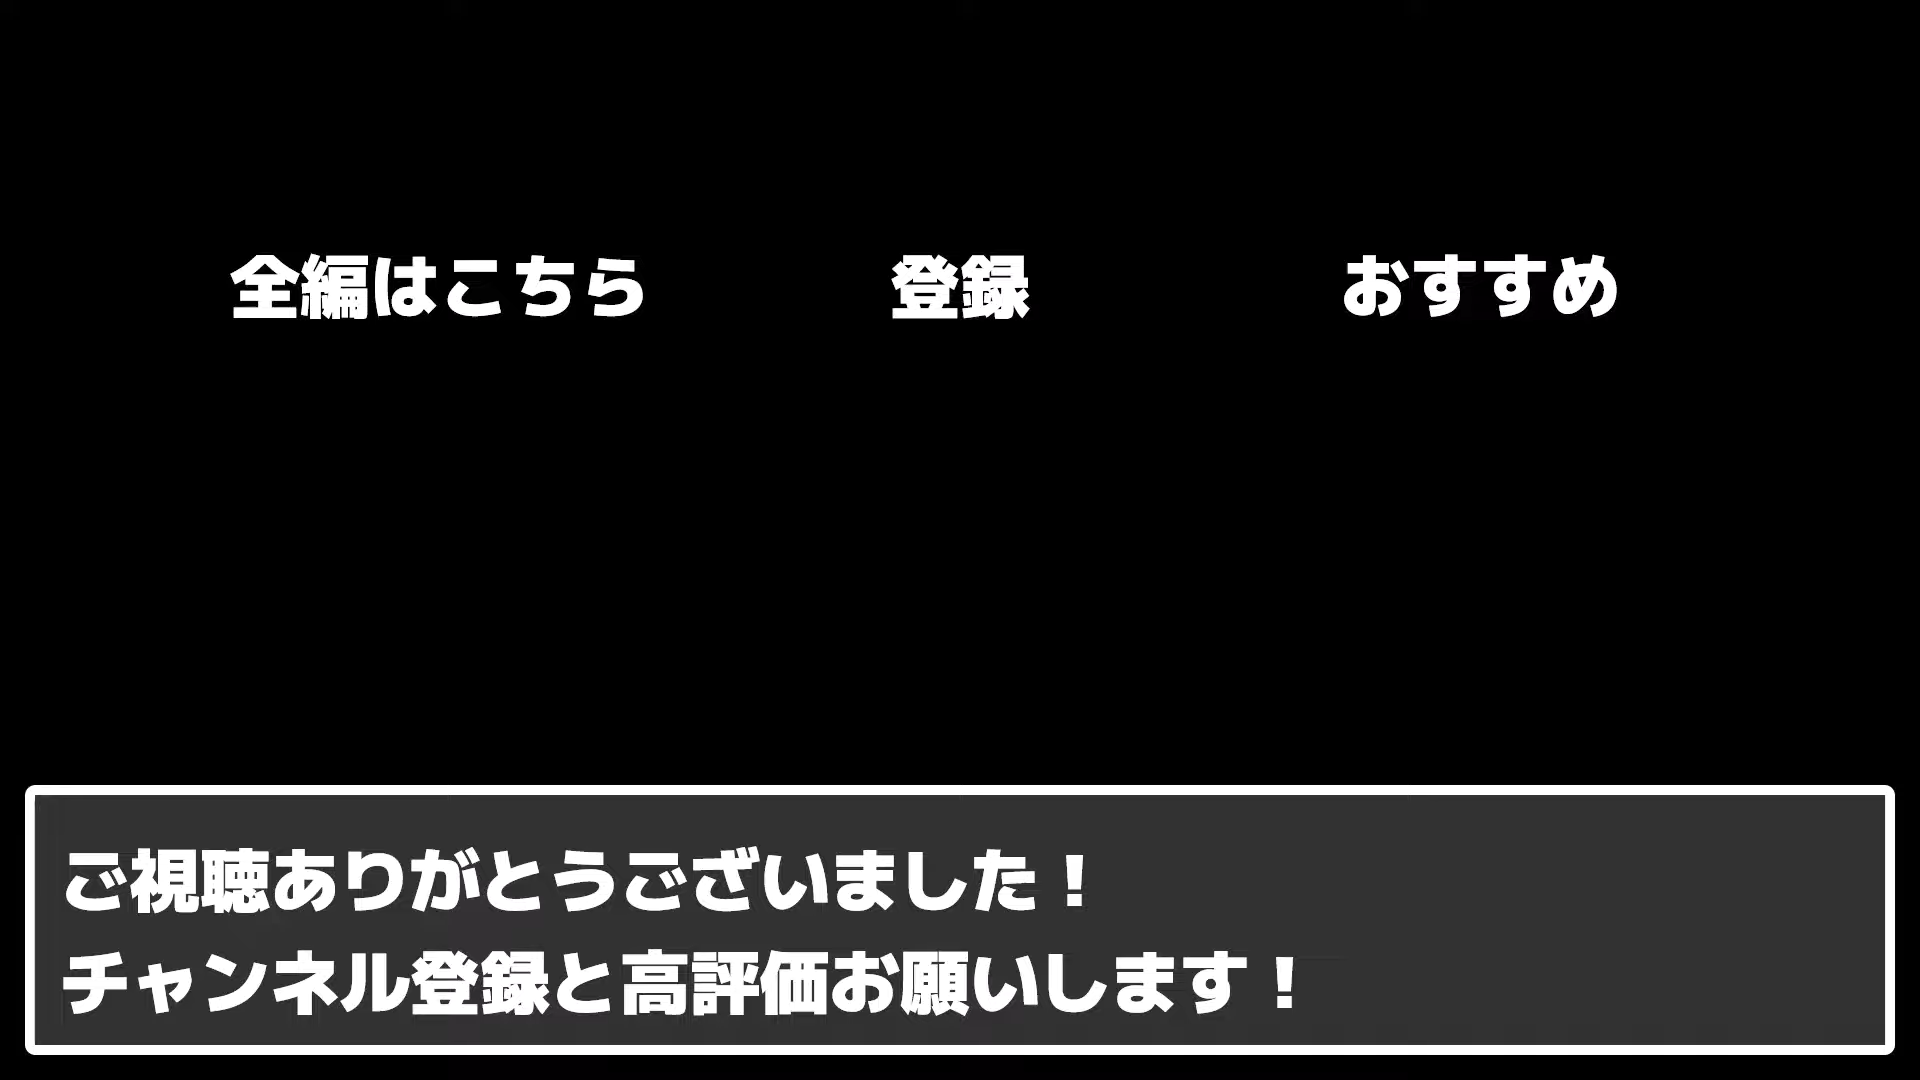 全編はこちら 登録 おすすめ
ご視聴ありがとうございました！
チャンネル登録と高評価お願いします！